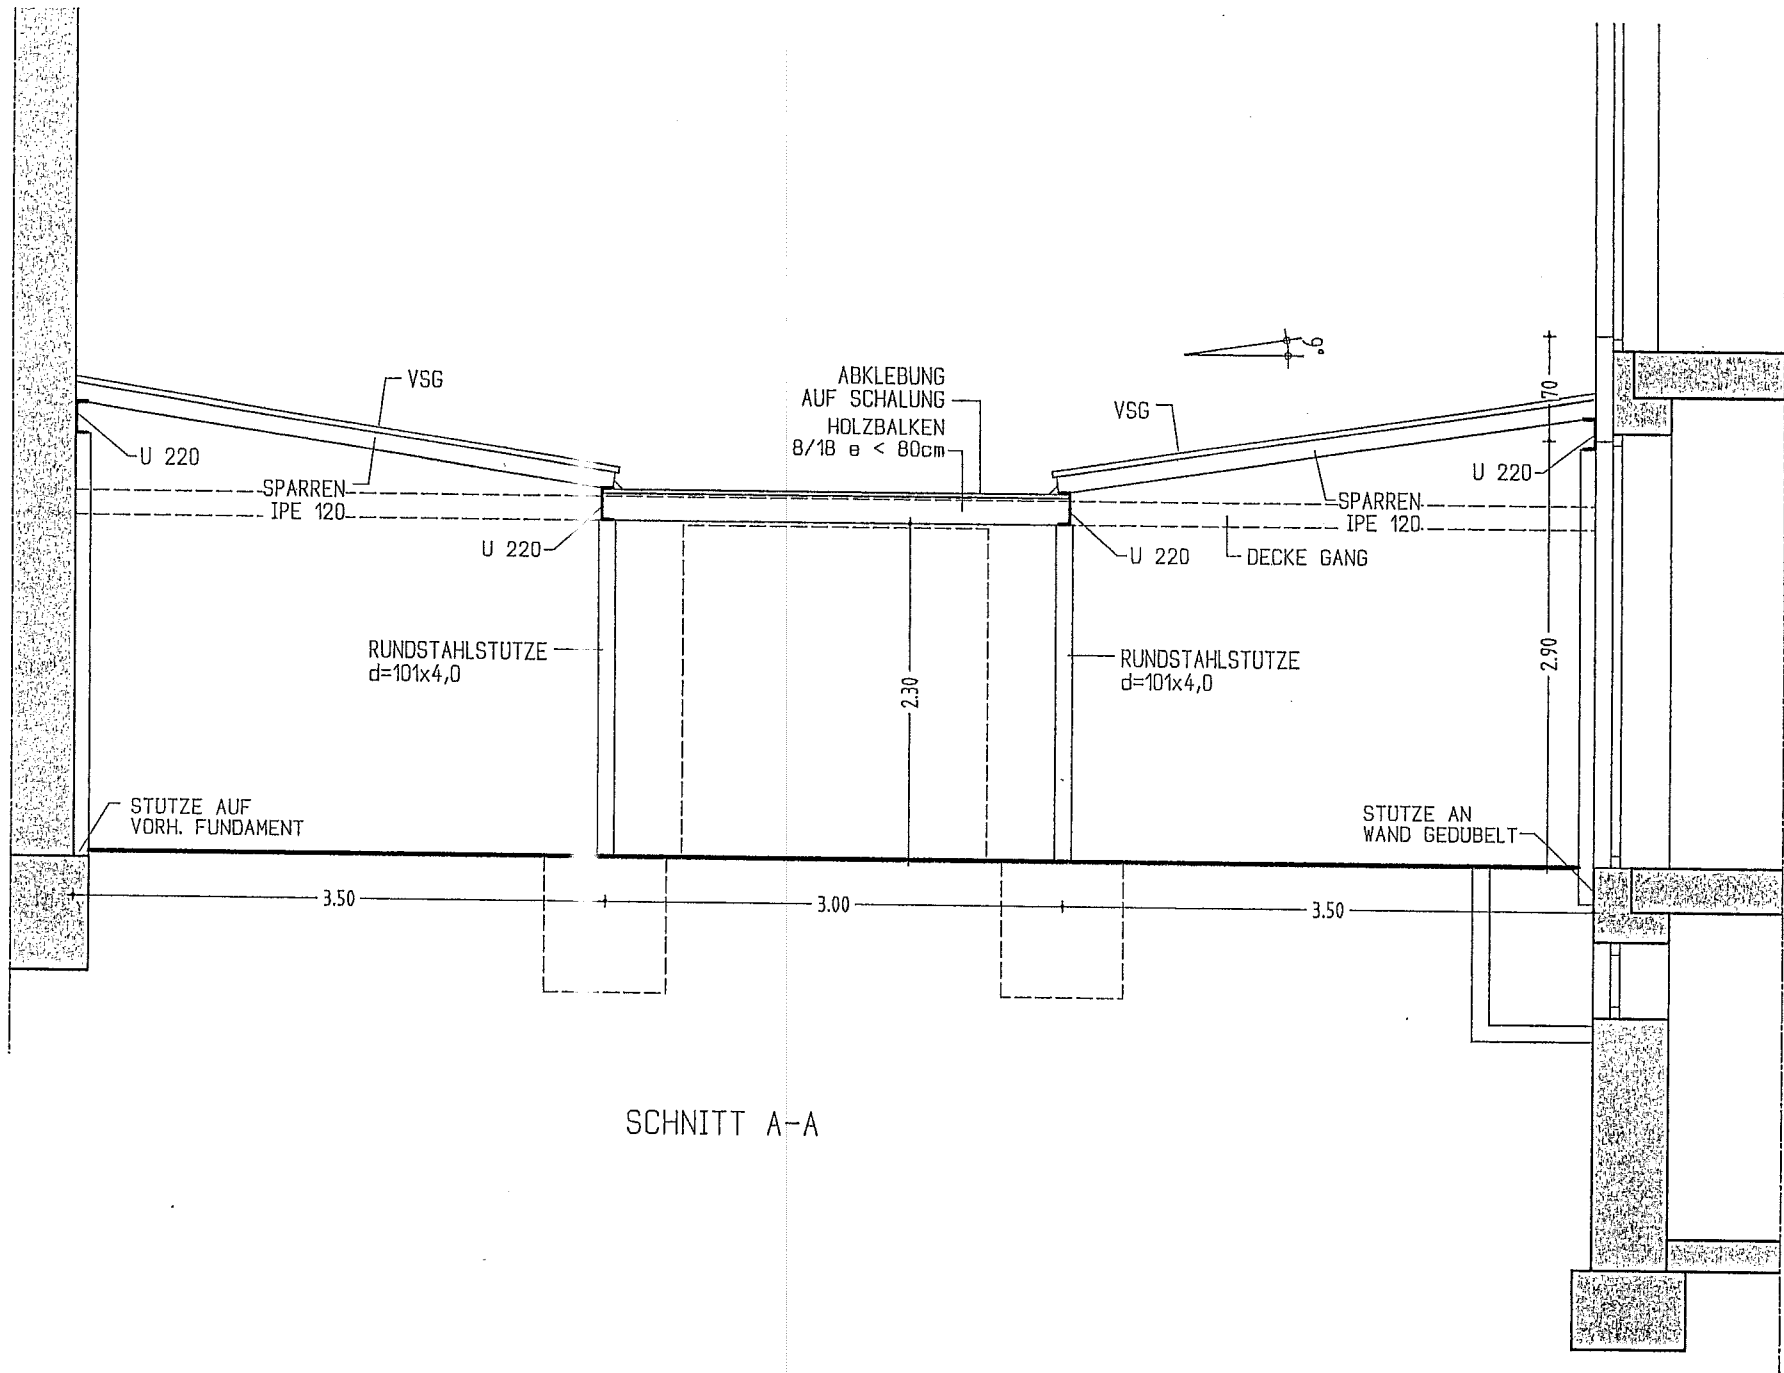 VSG
U 220
SPARREN
IPE 120
U 220
ABKLEBUNG
AUF SCHALUNG
HOLZBALKEN
8/18 e < 80cm
9°
VSG
70
U 220
SPARREN
IPE 120
U 220
DECKE GANG
RUNDSTAHLSTÜTZE
d=101x4,0
2.30
RUNDSTAHLSTÜTZE
d=101x4,0
2.90
STÜTZE AUF
VORH. FUNDAMENT
STÜTZE AN
WAND GEDÜBELT
3.50
3.00
3.50
SCHNITT A-A